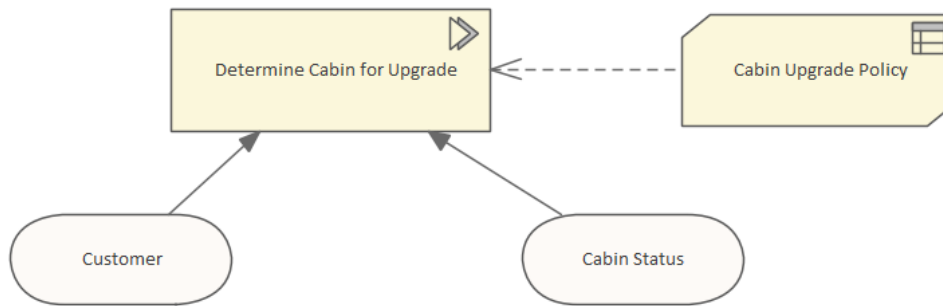 Determine Cabin for Upgrade
Cabin Upgrade Policy
Customer
Cabin Status